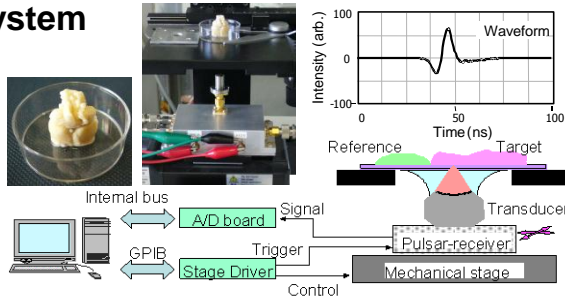 ystem
100
Intensity (arb.)
Waveform
0
-100
0
50
100
Time (ns)
Reference
Target
Internal bus
Transducer
A/D board
Signal
Pulsar-receiver
GPIB
Trigger
Stage Driver
Mechanical stage
Control